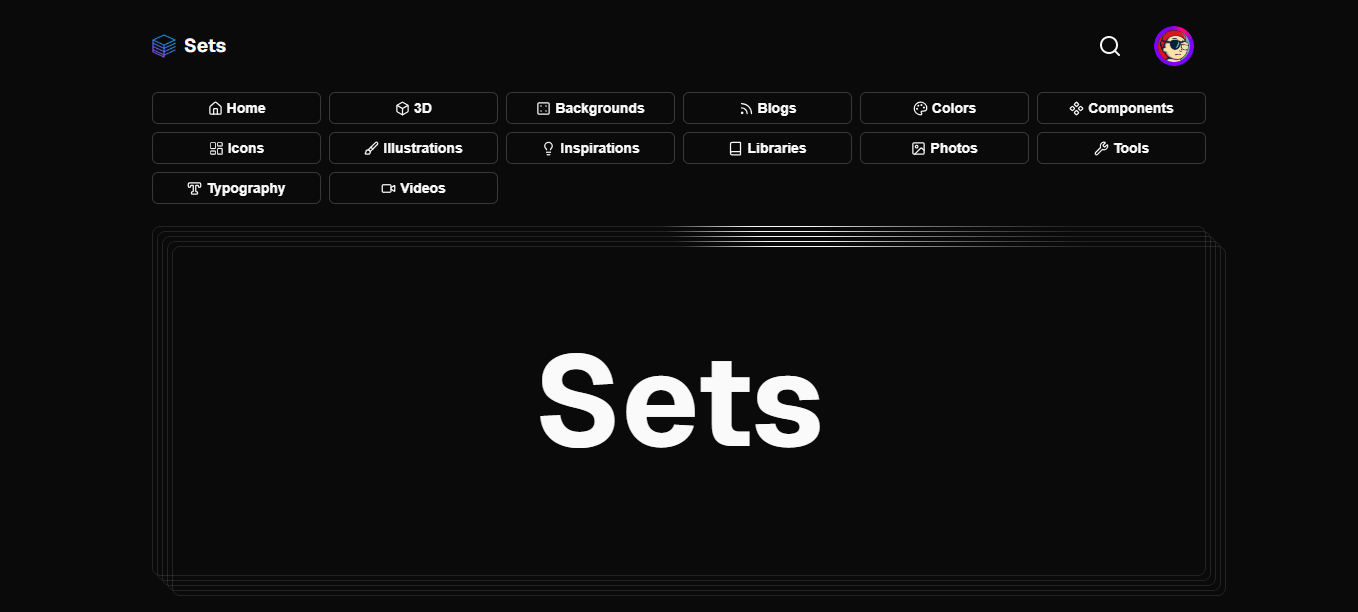 Sets
Home 3D Backgrounds Blogs Colors Components
Icons Illustrations Inspirations Libraries Photos Tools
Typography Videos
Sets